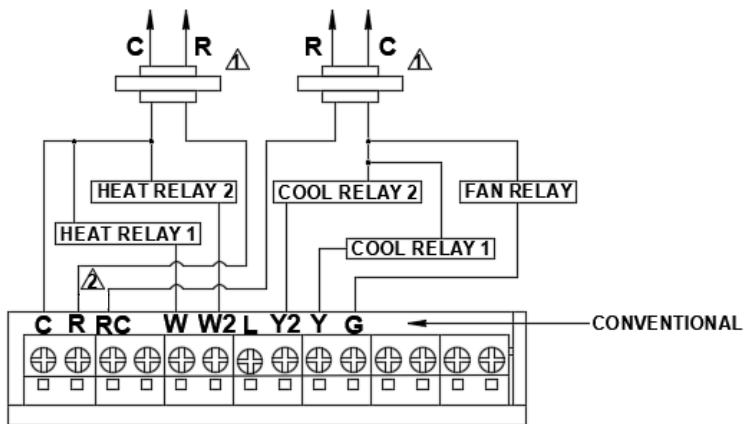 C R R C
1 1
HEAT RELAY 2 COOL RELAY 2 FAN RELAY
HEAT RELAY 1 COOL RELAY 1
2
C R RC W W2 L Y2 Y G
CONVENTIONAL